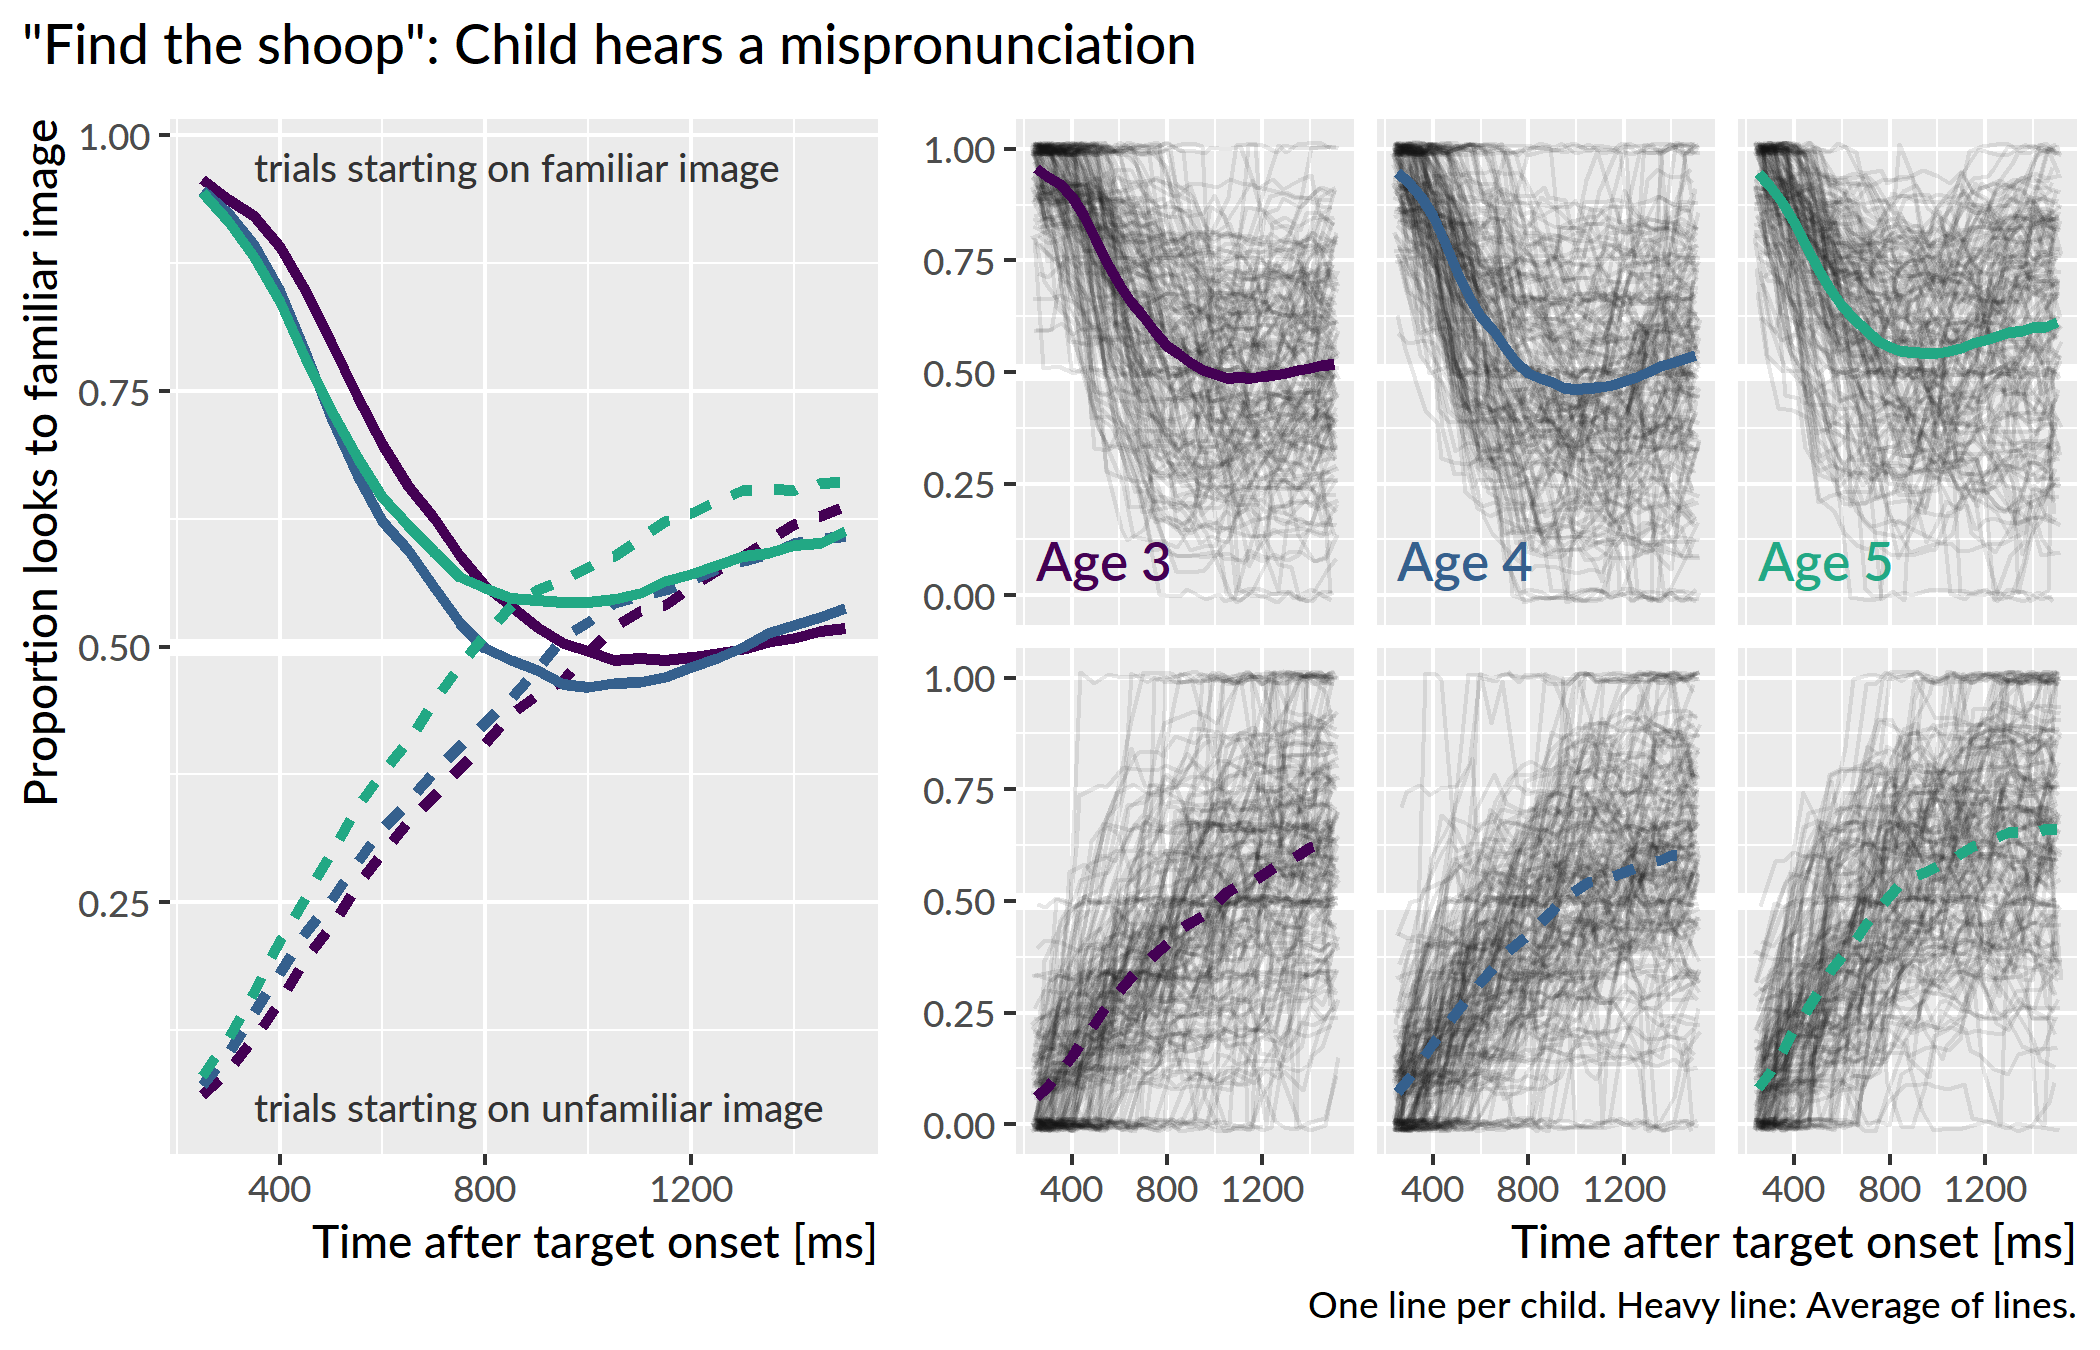 "Find the shoop": Child hears a mispronunciation
Proportion looks to familiar image
1.00
0.75
0.50
0.25
trials starting on familiar image
trials starting on unfamiliar image
400 800 1200
Time after target onset [ms]
1.00
0.75
0.50
0.25
0.00
Age 3
Age 4
Age 5
1.00
0.75
0.50
0.25
0.00
400 800 1200
400 800 1200
400 800 1200
Time after target onset [ms]
One line per child. Heavy line: Average of lines.